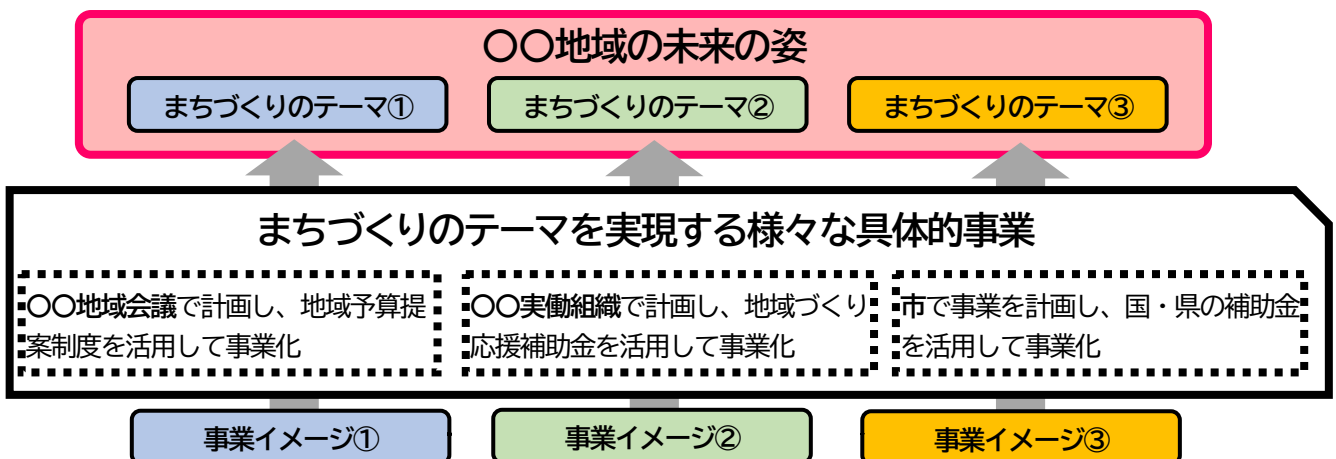 〇〇地域の未来の姿
まちづくりのテーマ①
まちづくりのテーマ②
まちづくりのテーマ③
まちづくりのテーマを実現する様々な具体的事業
〇〇地域会議で計画し、地域予算提
案制度を活用して事業化
〇〇実働組織で計画し、地域づくり
応援補助金を活用して事業化
市で事業を計画し、国・県の補助金
を活用して事業化
事業イメージ①
事業イメージ②
事業イメージ③